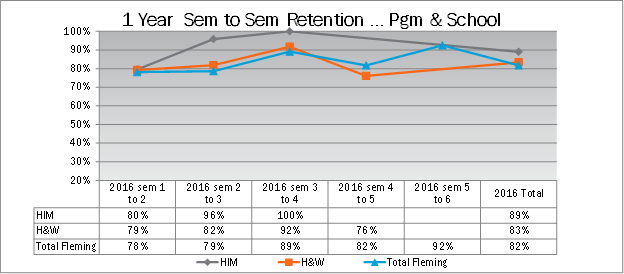 1 Year Sem to Sem Retention ... Pgm & School
100%
90%
80%
70%
60%
50%
40%
30%
20%
2016 sem 1 to 2 2016 sem 2 to 3 2016 sem 3 to 4 2016 sem 4 to 5 2016 sem 5 to 6 2016 Total
HIM 80% 96% 100% 89%
H&W 79% 82% 92% 76% 83%
Total Fleming 78% 79% 89% 82% 92% 82%
HIM H&W Total Fleming